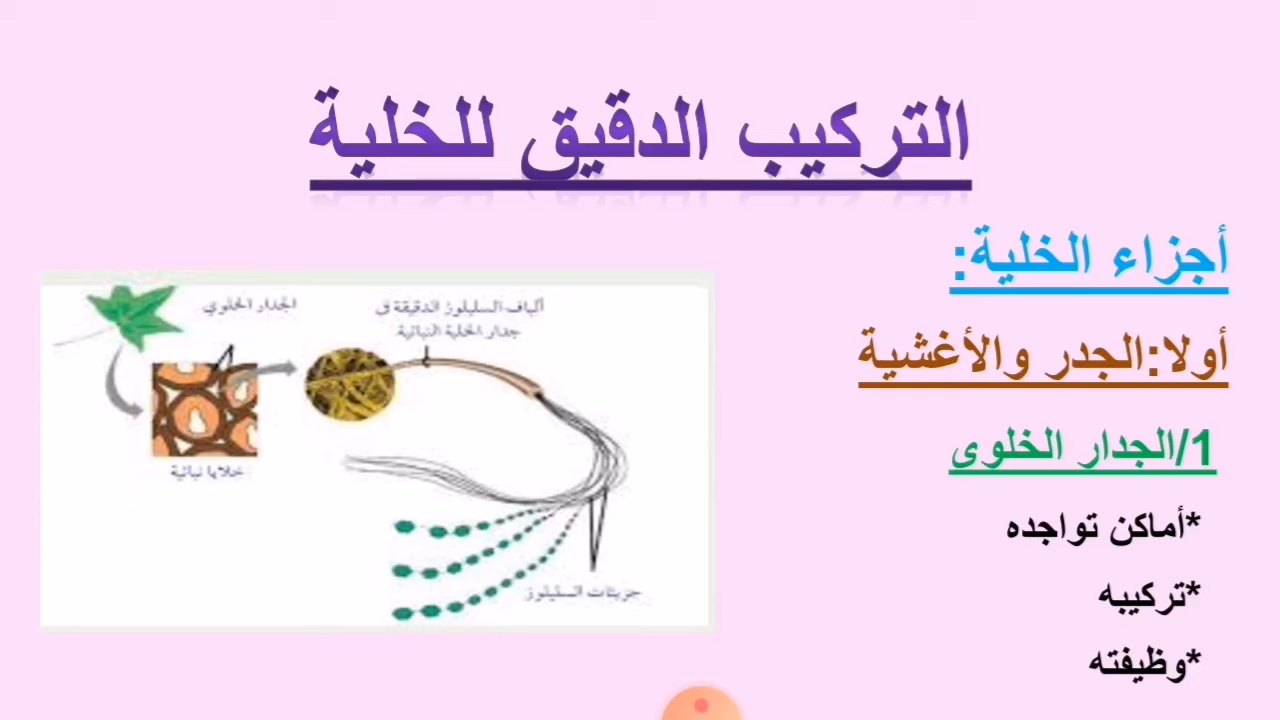 التركيب الدقيق للخلية
أجزاء الخلية:
أولا:الجدر والأغشية
1/الجدار الخلوى
*أماكن تواجده
*تركيبه
*وظيفته
الجدار الخلوي
ألياف السليلوز الدقيقة في
جدار الخلية النباتية
خلايا نباتية
جزيئات السليلوز